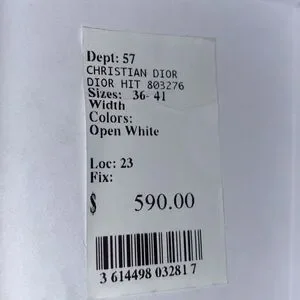 Dept: 57
CHRISTIAN DIOR
DIOR HIT 803276
Sizes: 36- 41
Width
Colors:
Open White
Loc: 23
Fix:
$ 590.00
3 614498 03281 7